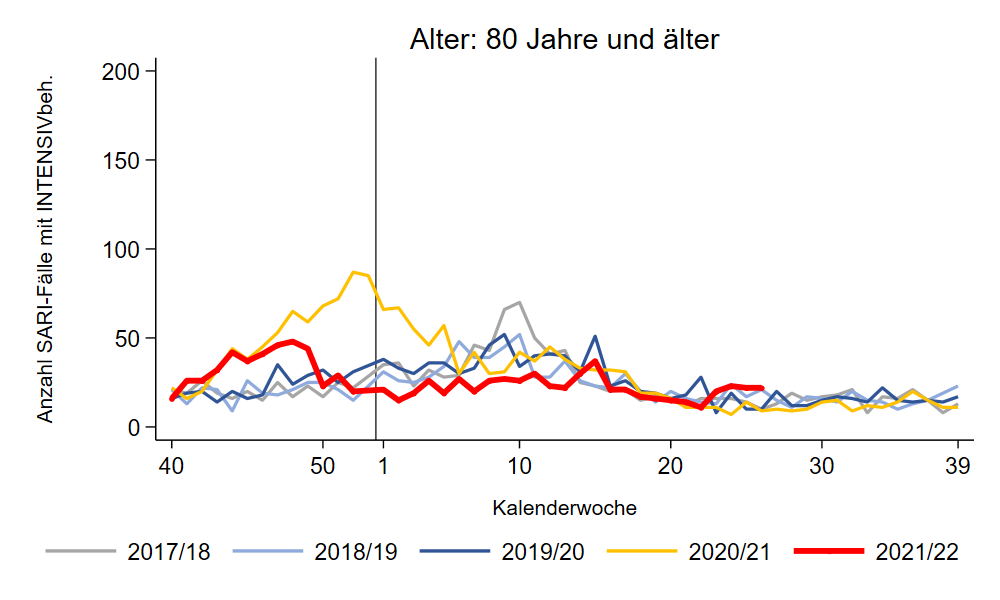 Alter: 80 Jahre und älter
Anzahl SARI-Fälle mit INTENSIVbeh.
200
150
100
50
0
40 50 1 10 20 30 39
Kalenderwoche
2017/18 2018/19 2019/20 2020/21 2021/22